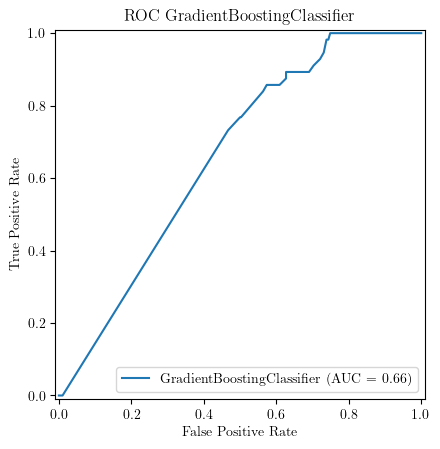 ROC GradientBoostingClassifier
1.0
0.8
0.6
0.4
0.2
0.0
True Positive Rate
GradientBoostingClassifier (AUC = 0.66)
0.0 0.2 0.4 0.6 0.8 1.0
False Positive Rate